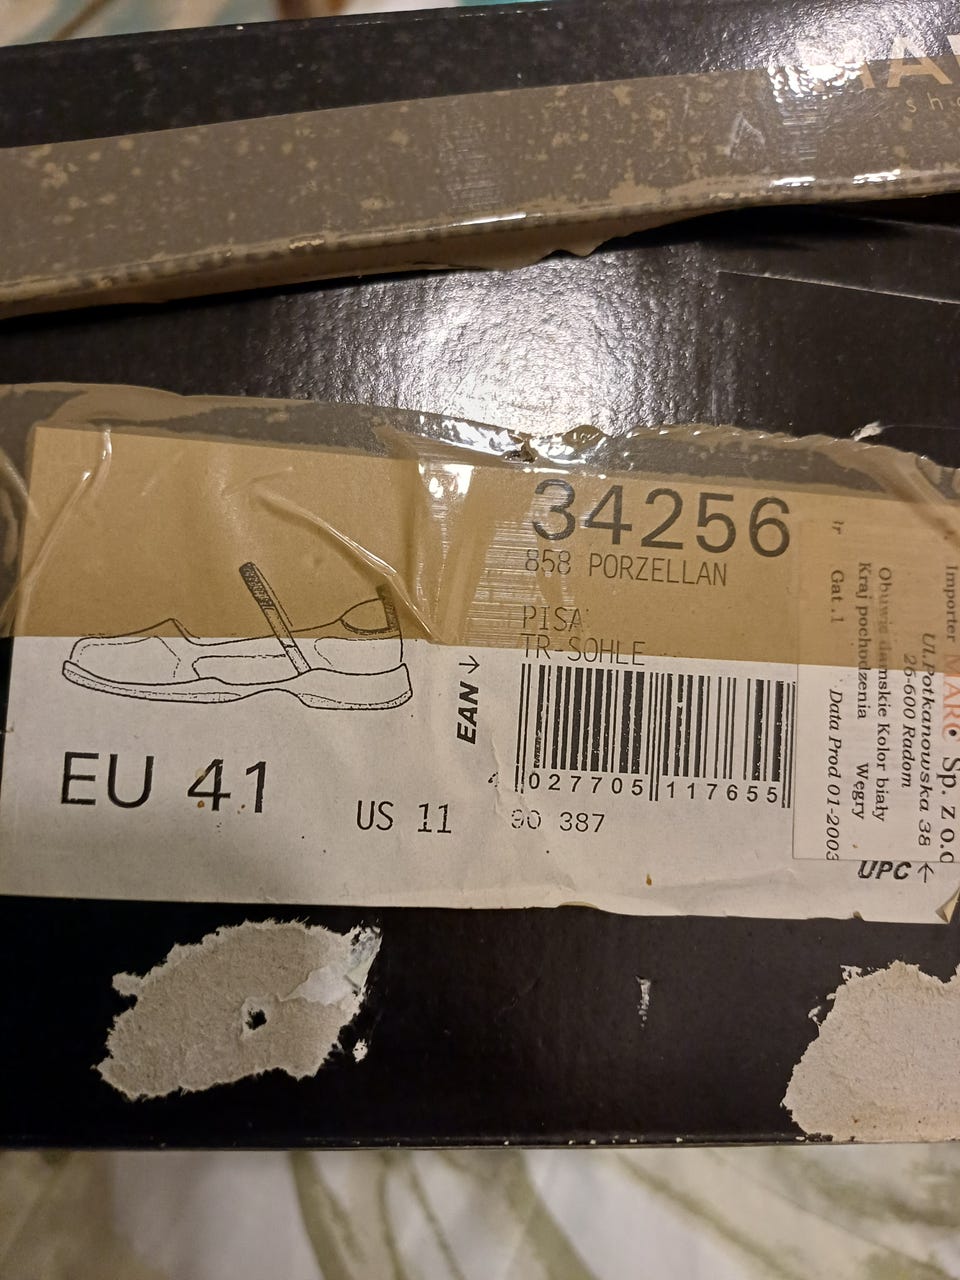 34256
858 PORZELLAN
PISA
TR-SOHLE
EAN ↓
4 027705 117655
EU 41
US 11
90 387
UPC ↑
Importer MARC Sp. z o.o
Ul. Potkanowska 38
26-600 Radom
Obuwie damskie Kolor biały
Kraj pochodzenia Węgry
Gat .1 Data Prod 01-2003